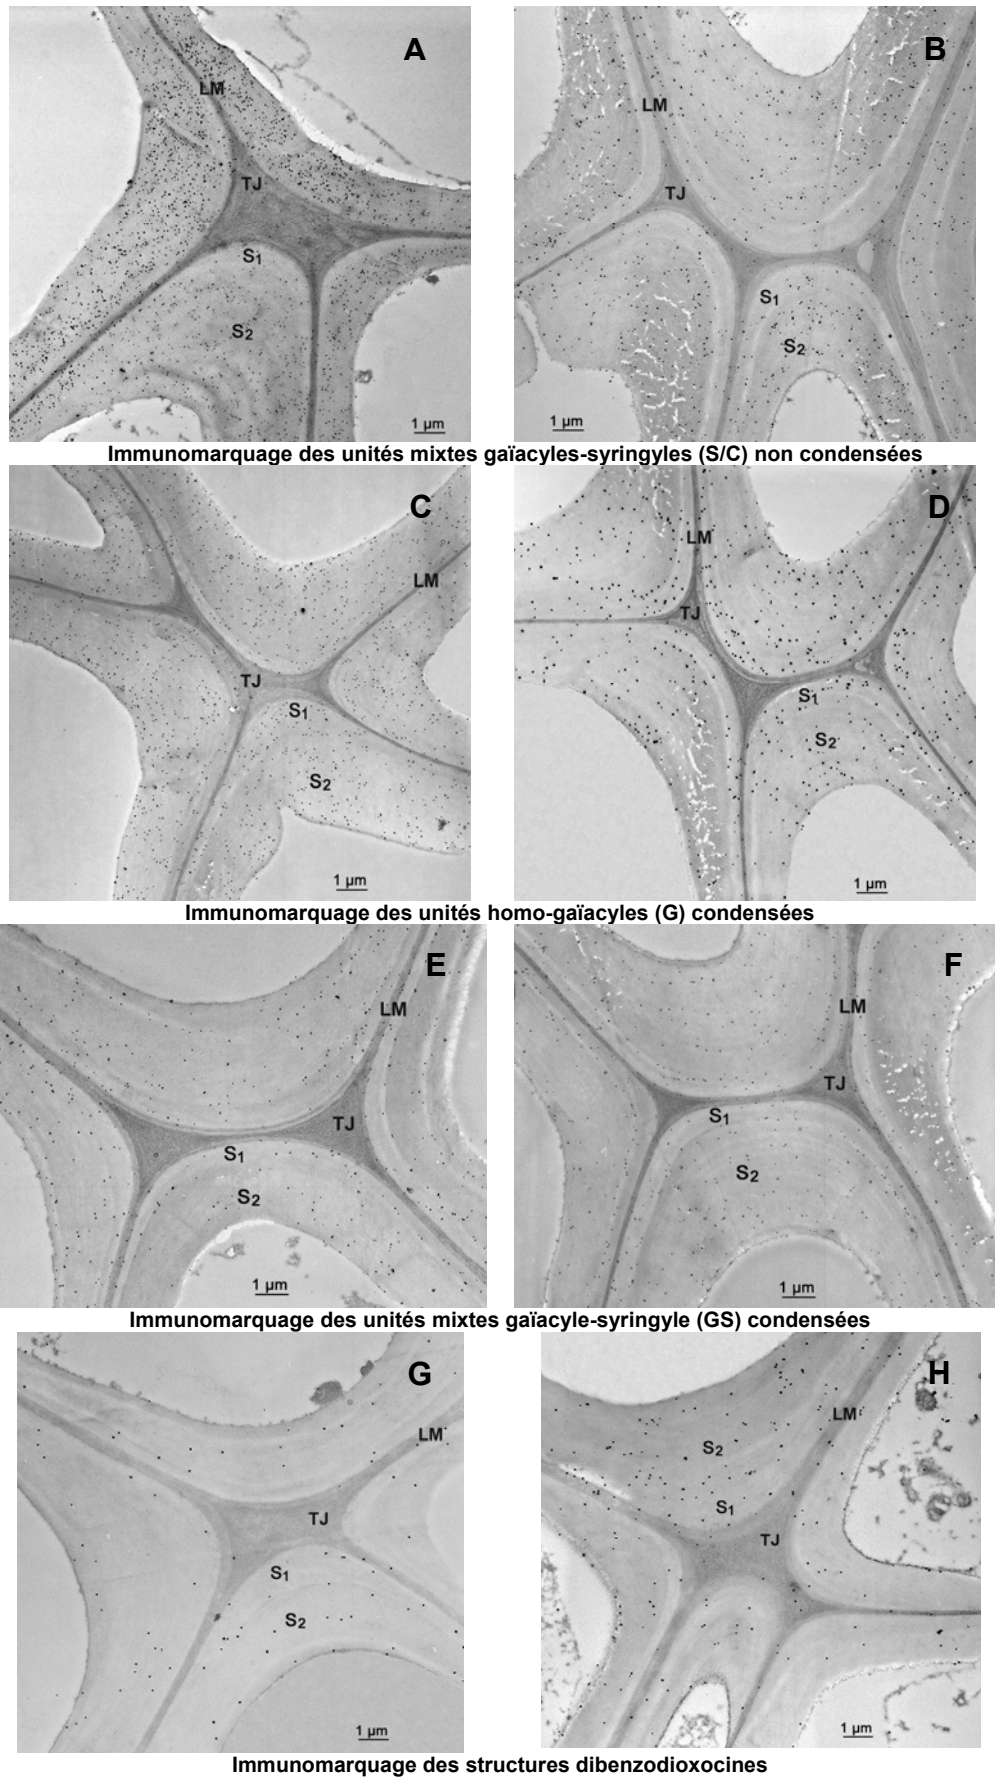 A
LM
TJ
S1
S2
1 µm
B
LM
TJ
S1
S2
1 µm
Immunomarquage des unités mixtes gaïacyles-syringyles (S/C) non condensées
C
LM
TJ
S1
S2
1 µm
D
LM
TJ
S1
S2
1 µm
Immunomarquage des unités homo-gaïacyles (G) condensées
E
LM
TJ
S1
S2
1 µm
F
LM
TJ
S1
S2
1 µm
Immunomarquage des unités mixtes gaïacyle-syringyle (GS) condensées
G
LM
TJ
S1
S2
1 µm
H
LM
S2
S1
TJ
1 µm
Immunomarquage des structures dibenzodioxocines